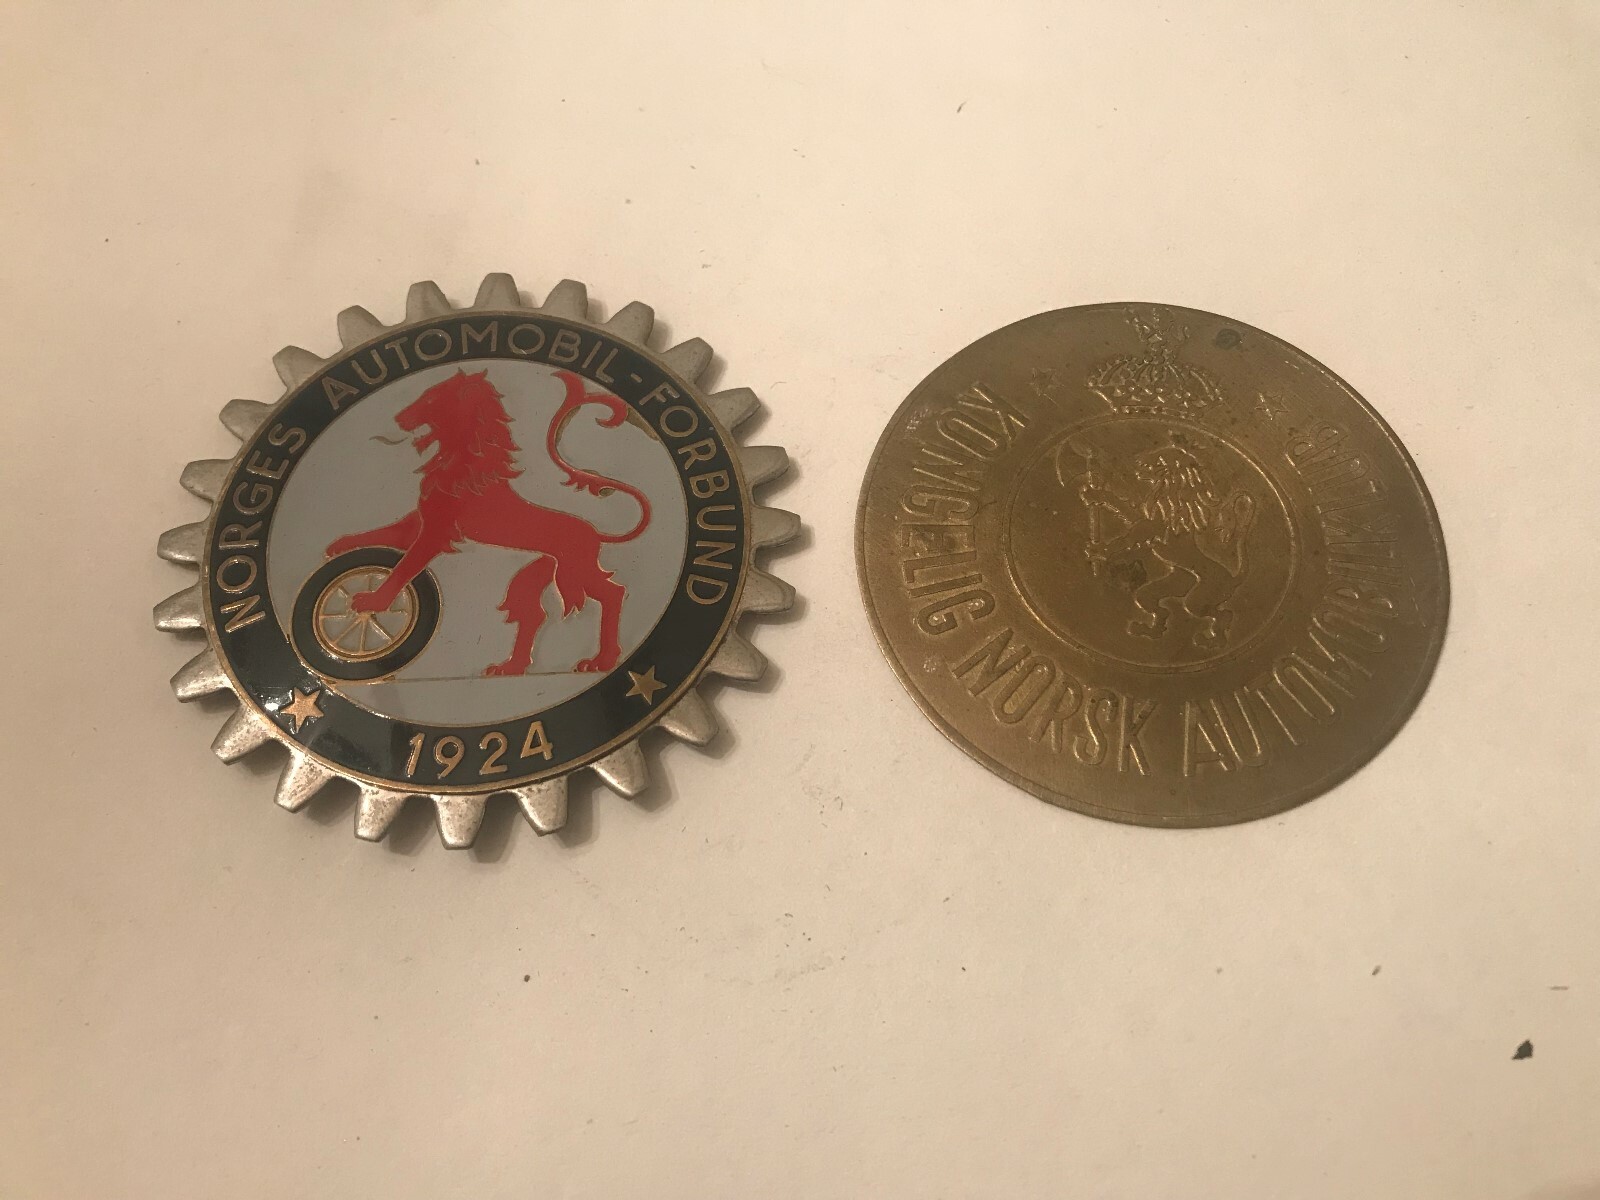 NORGES AUTOMOBIL-FORBUND
1924
KONGELIG NORSK AUTOMOBILKLUB